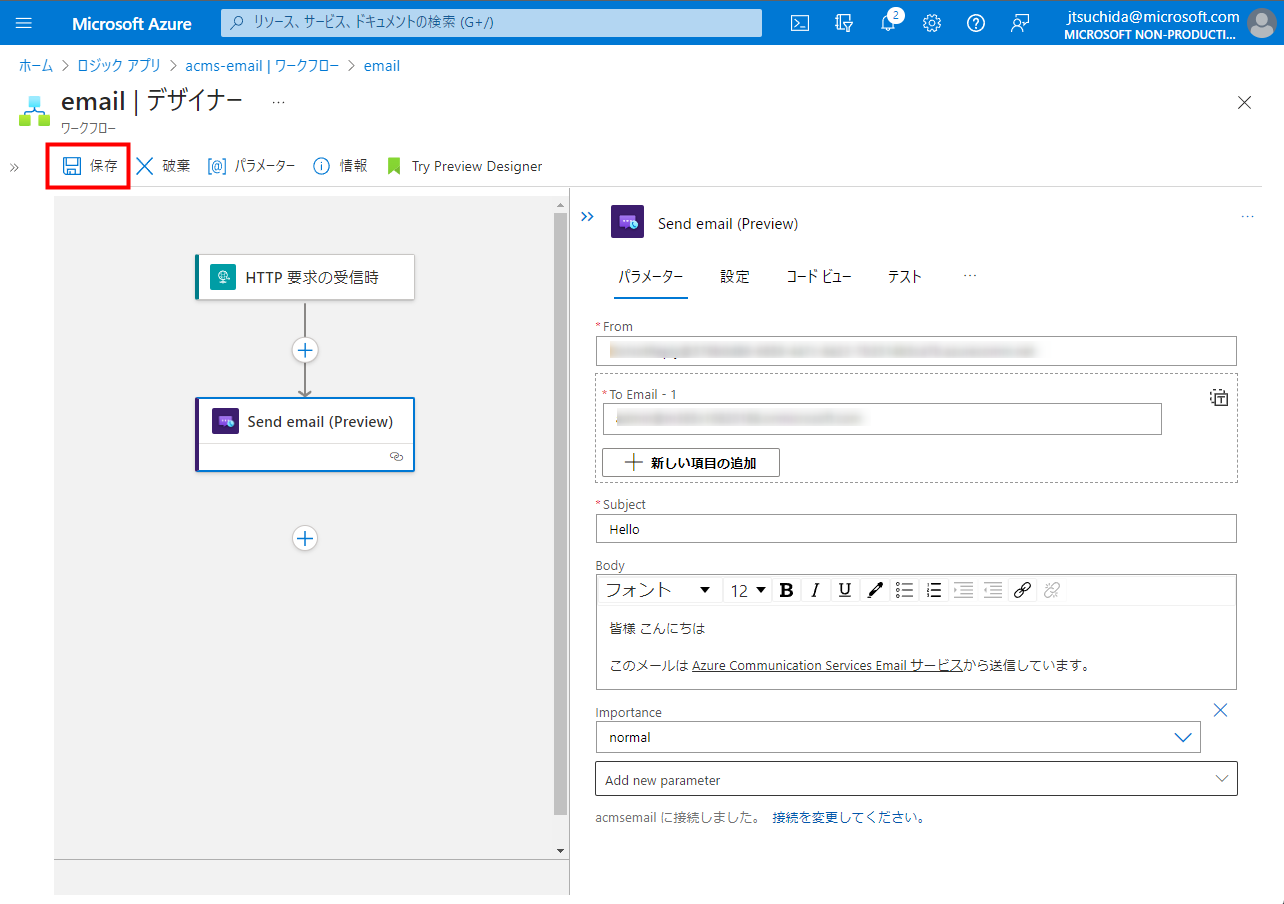 Microsoft Azure
リソース、サービス、ドキュメントの検索 (G+/)
2
jtsuchida@microsoft.com
MICROSOFT NON-PRODUCTI...
ホーム > ロジック アプリ > acms-email | ワークフロー > email
email | デザイナー ...
ワークフロー
保存 破棄 [@] パラメーター 情報 Try Preview Designer
HTTP 要求の受信時
Send email (Preview)
Send email (Preview)
パラメーター 設定 コード ビュー テスト ...
* From
* To Email - 1
新しい項目の追加
* Subject
Hello
Body
フォント 12 B I U
皆様 こんにちは
このメールは Azure Communication Services Email サービスから送信しています。
Importance
normal
Add new parameter
acmsemail に接続しました。 接続を変更してください。